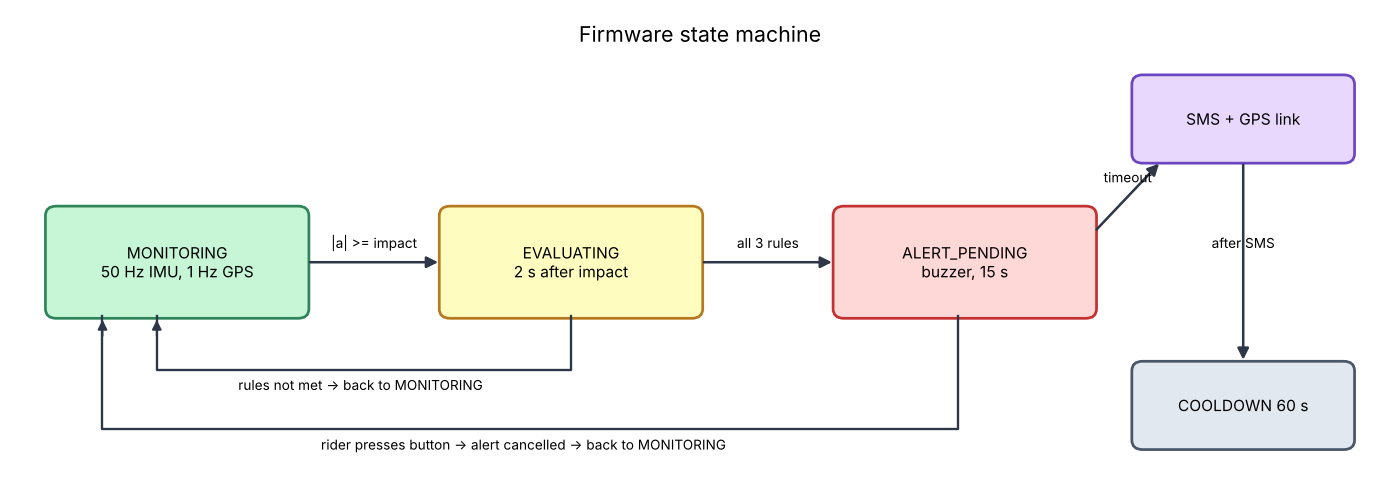 Firmware state machine
SMS + GPS link
timeout
MONITORING
50 Hz IMU, 1 Hz GPS
|a| >= impact
EVALUATING
2 s after impact
all 3 rules
ALERT_PENDING
buzzer, 15 s
after SMS
rules not met → back to MONITORING
COOLDOWN 60 s
rider presses button → alert cancelled → back to MONITORING